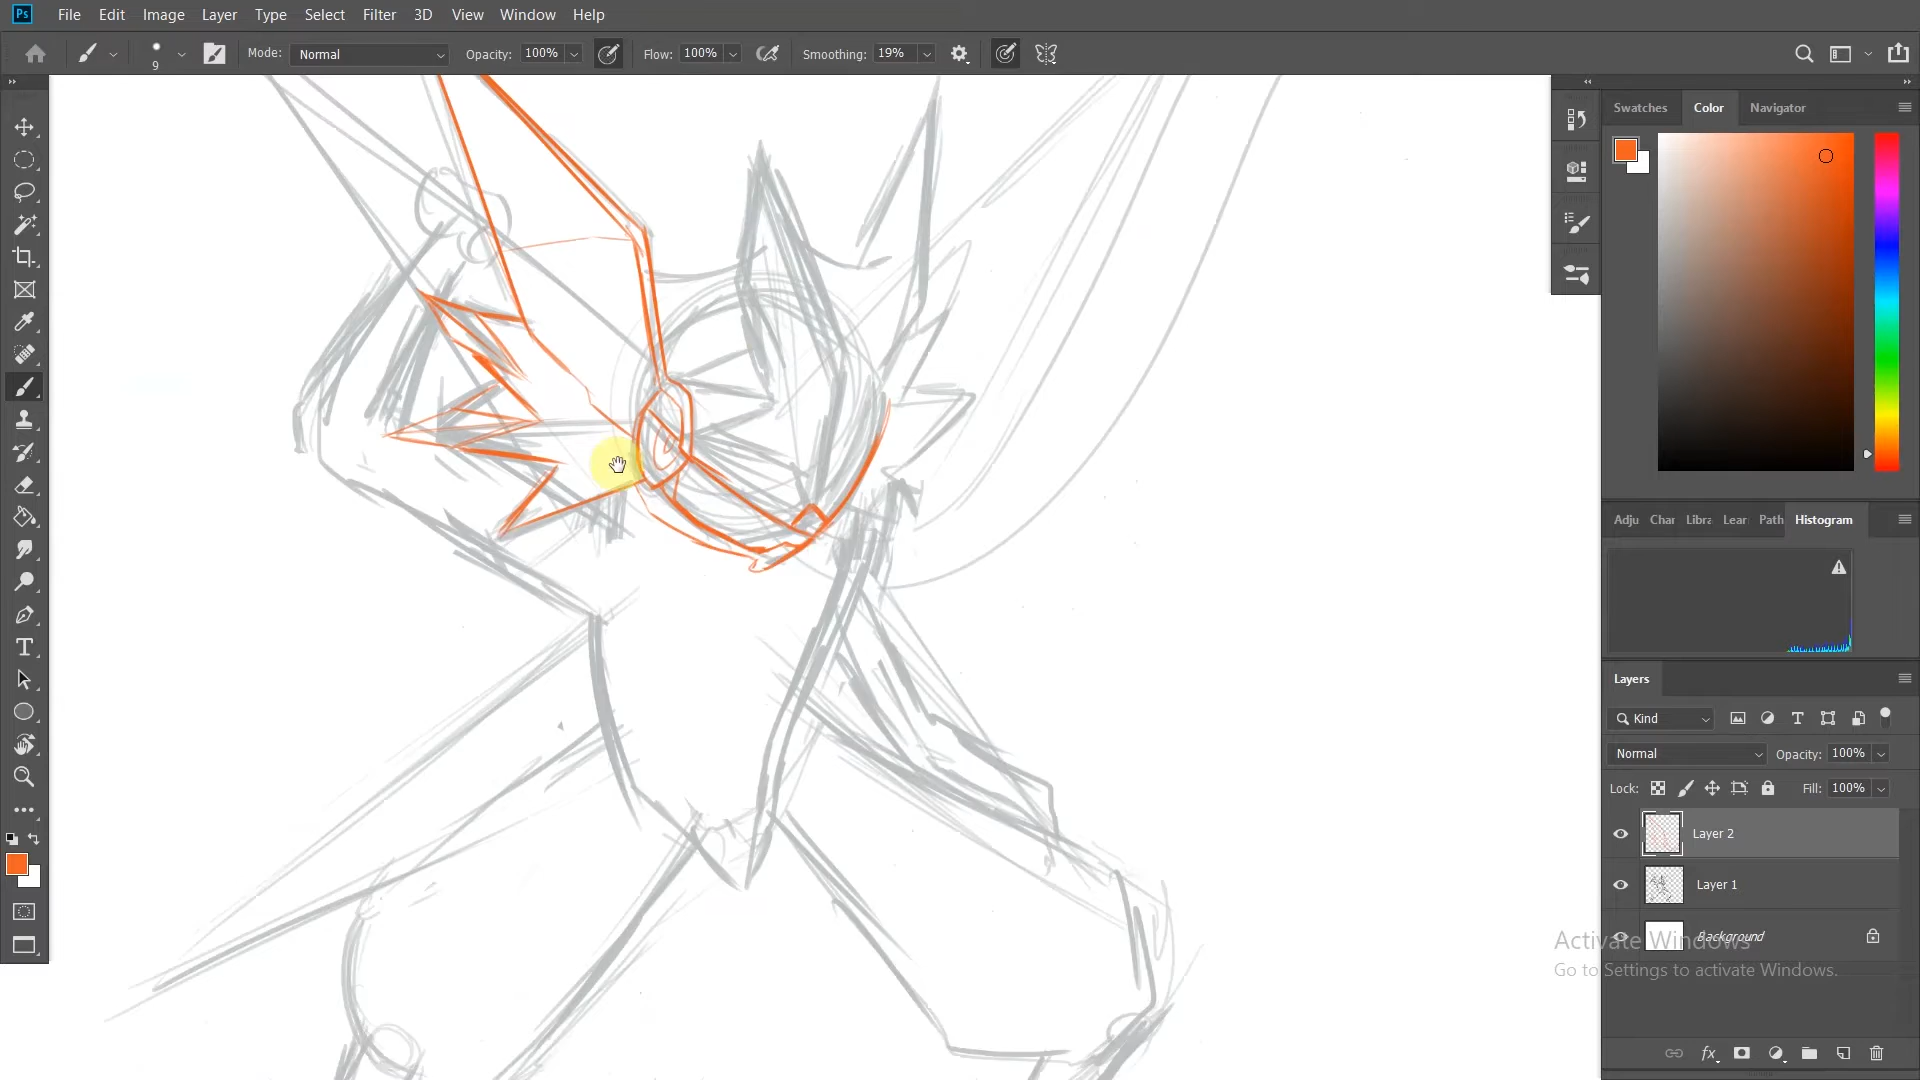 Ps File Edit Image Layer Type Select Filter 3D View Window Help
9 Mode: Normal Opacity: 100% Flow: 100% Smoothing: 19%
Swatches Color Navigator
Adju Char Libra Lear Path Histogram
Layers
Kind
Normal Opacity: 100%
Lock: Fill: 100%
Layer 2
Layer 1
Background
Activate Windows
Go to Settings to activate Windows.